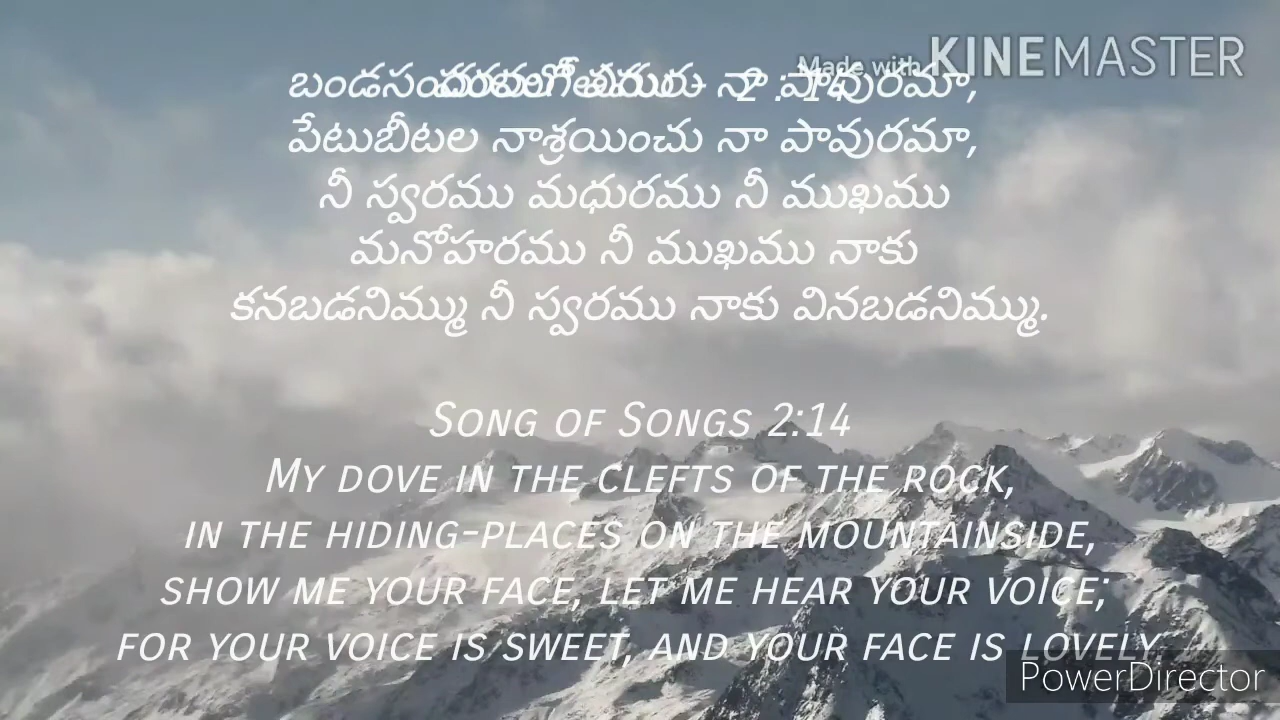 Made with KINEMASTER
బండసందులలో నా పావురమా,
పేటుబీటల నాశ్రయించు నా పావురమా,
నీ స్వరము మధురము నీ ముఖము
మనోహరము నీ ముఖము నాకు
కనబడనిమ్ము నీ స్వరము నాకు వినబడనిమ్ము.
Song of Songs 2:14
My dove in the clefts of the rock,
in the hiding-places on the mountainside,
show me your face, let me hear your voice;
for your voice is sweet, and your face is lovely.
PowerDirector